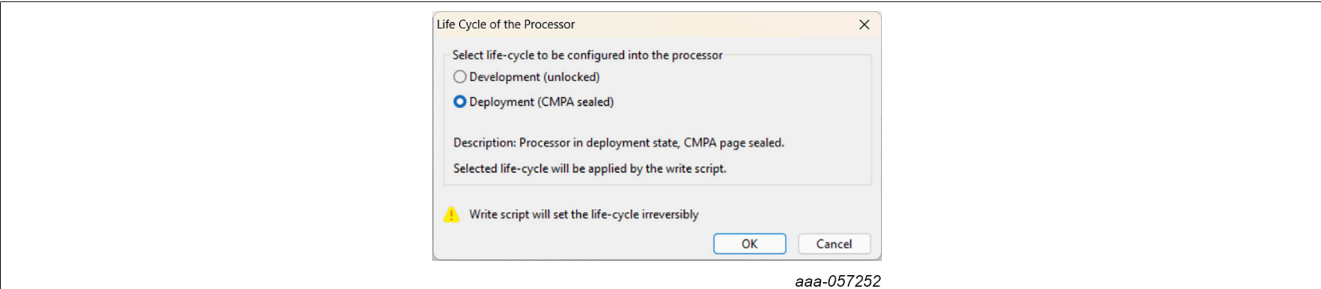 Life Cycle of the Processor
Select life-cycle to be configured into the processor
Development (unlocked)
Deployment (CMPA sealed)
Description: Processor in deployment state, CMPA page sealed.
Selected life-cycle will be applied by the write script.
Write script will set the life-cycle irreversibly
OK Cancel
aaa-057252